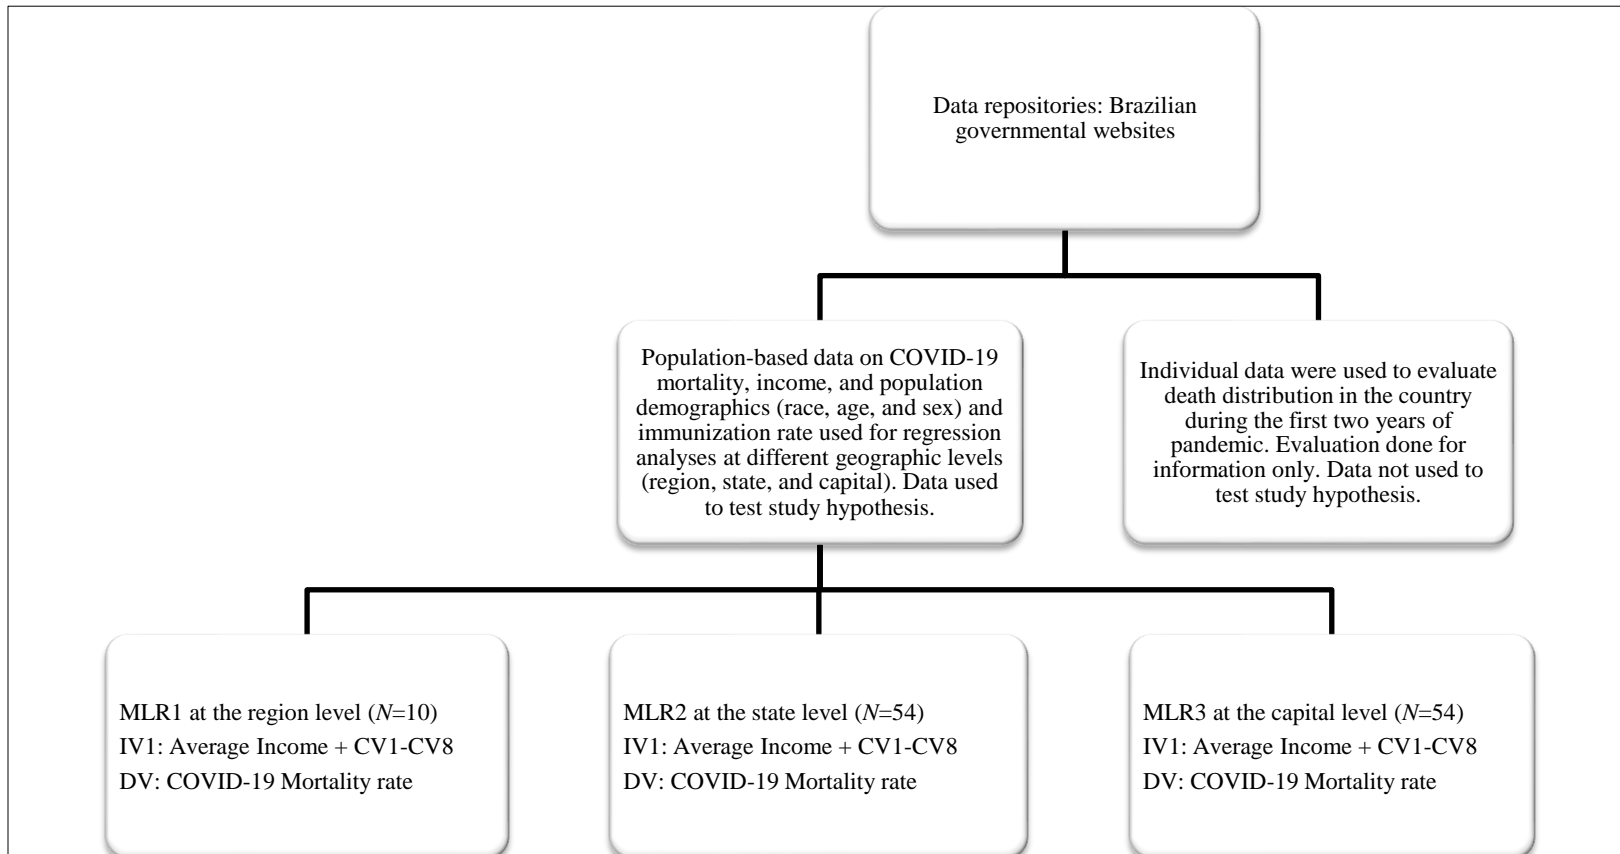 Data repositories: Brazilian
governmental websites
Population-based data on COVID-19
mortality, income, and population
demographics (race, age, and sex) and
immunization rate used for regression
analyses at different geographic levels
(region, state, and capital). Data used
to test study hypothesis.
Individual data were used to evaluate
death distribution in the country
during the first two years of
pandemic. Evaluation done for
information only. Data not used to
test study hypothesis.
MLR1 at the region level (N=10)
IV1: Average Income + CV1-CV8
DV: COVID-19 Mortality rate
MLR2 at the state level (N=54)
IV1: Average Income + CV1-CV8
DV: COVID-19 Mortality rate
MLR3 at the capital level (N=54)
IV1: Average Income + CV1-CV8
DV: COVID-19 Mortality rate